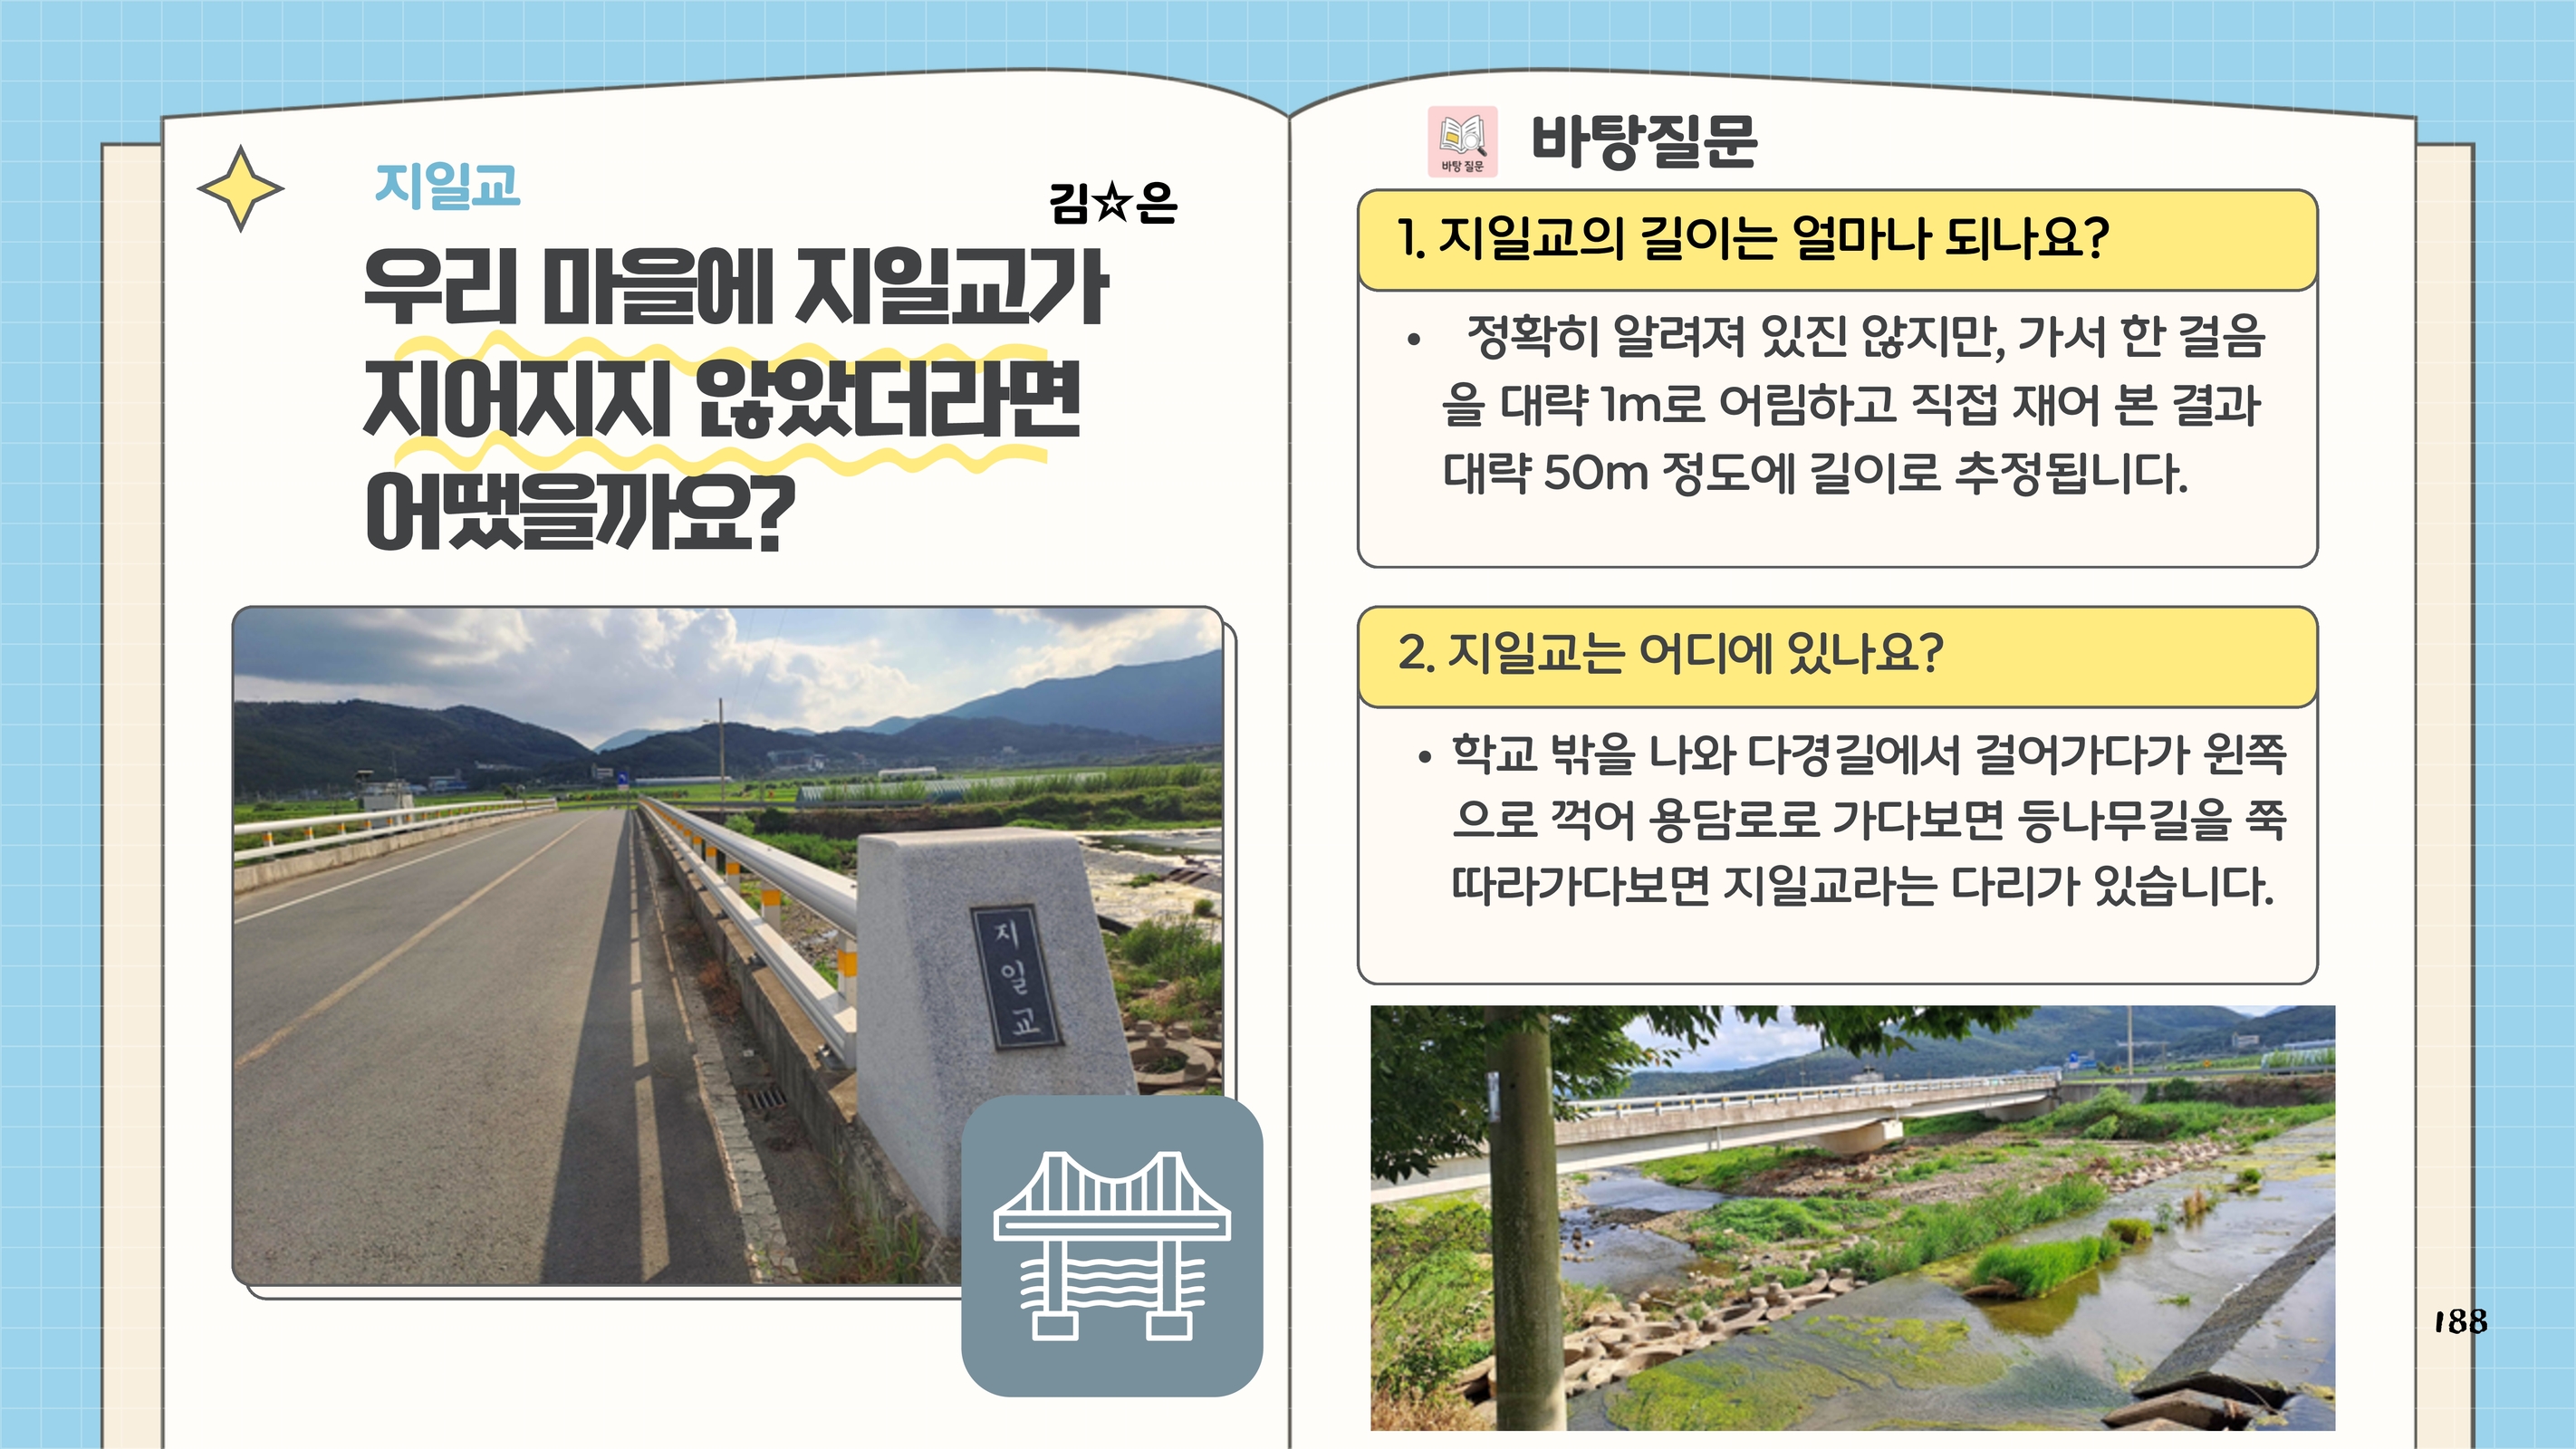 지일교
김☆은
우리 마을에 지일교가
지어지지 않았더라면
어땠을까요?
지
일
교
바탕 질문
바탕질문
1. 지일교의 길이는 얼마나 되나요?
• 정확히 알려져 있진 않지만, 가서 한 걸음
을 대략 1m로 어림하고 직접 재어 본 결과
대략 50m 정도에 길이로 추정됩니다.
2. 지일교는 어디에 있나요?
• 학교 밖을 나와 다경길에서 걸어가다가 왼쪽
으로 꺽어 용담로로 가다보면 등나무길을 쭉
따라가다보면 지일교라는 다리가 있습니다.
188